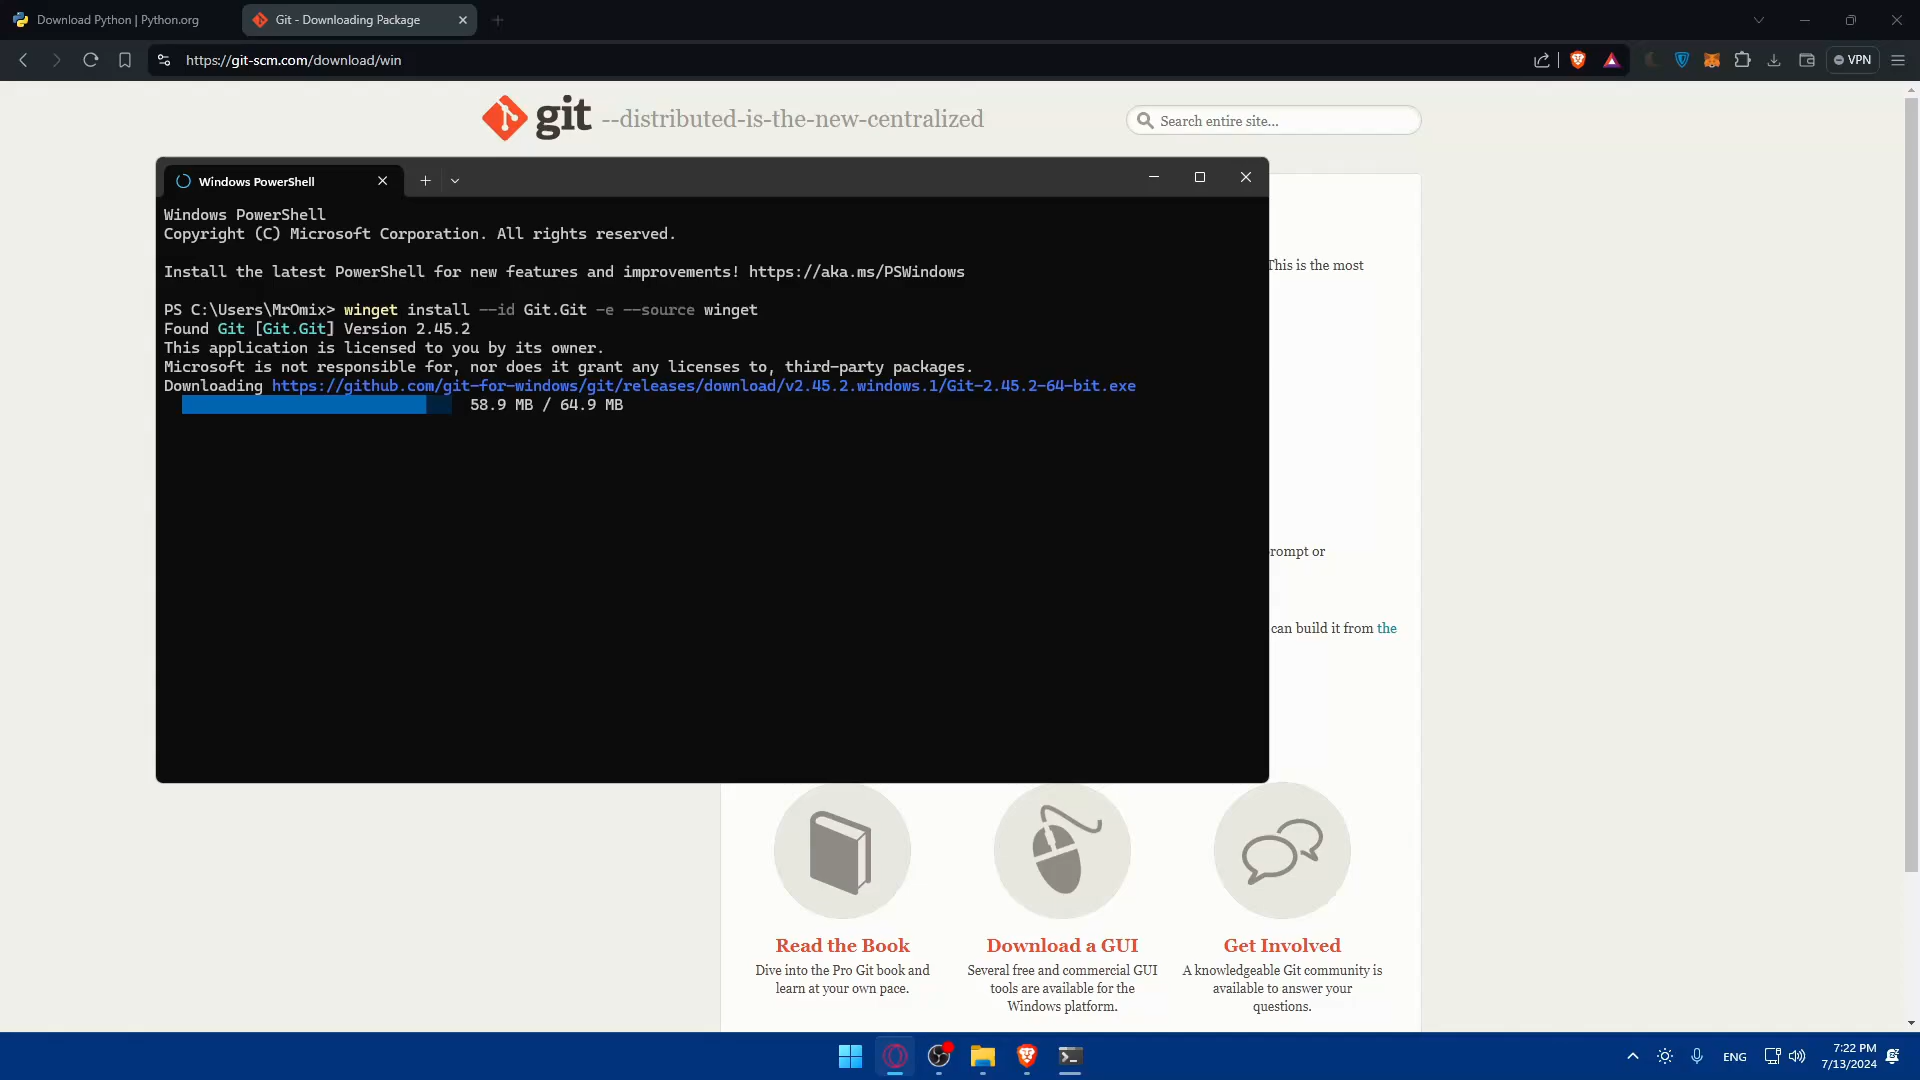 Download Python | Python.org
Git - Downloading Package
https://git-scm.com/download/win
VPN
git --distributed-is-the-new-centralized
Search entire site...
Windows PowerShell
Windows PowerShell
Copyright (C) Microsoft Corporation. All rights reserved.
Install the latest PowerShell for new features and improvements! https://aka.ms/PSWindows
PS C:\Users\MrOmix> winget install --id Git.Git -e --source winget
Found Git [Git.Git] Version 2.45.2
This application is licensed to you by its owner.
Microsoft is not responsible for, nor does it grant any licenses to, third-party packages.
Downloading https://github.com/git-for-windows/git/releases/download/v2.45.2.windows.1/Git-2.45.2-64-bit.exe
58.9 MB / 64.9 MB
This is the most
rompt or
can build it from the
Read the Book
Dive into the Pro Git book and
learn at your own pace.
Download a GUI
Several free and commercial GUI
tools are available for the
Windows platform.
Get Involved
A knowledgeable Git community is
available to answer your
questions.
ENG
7:22 PM
7/13/2024